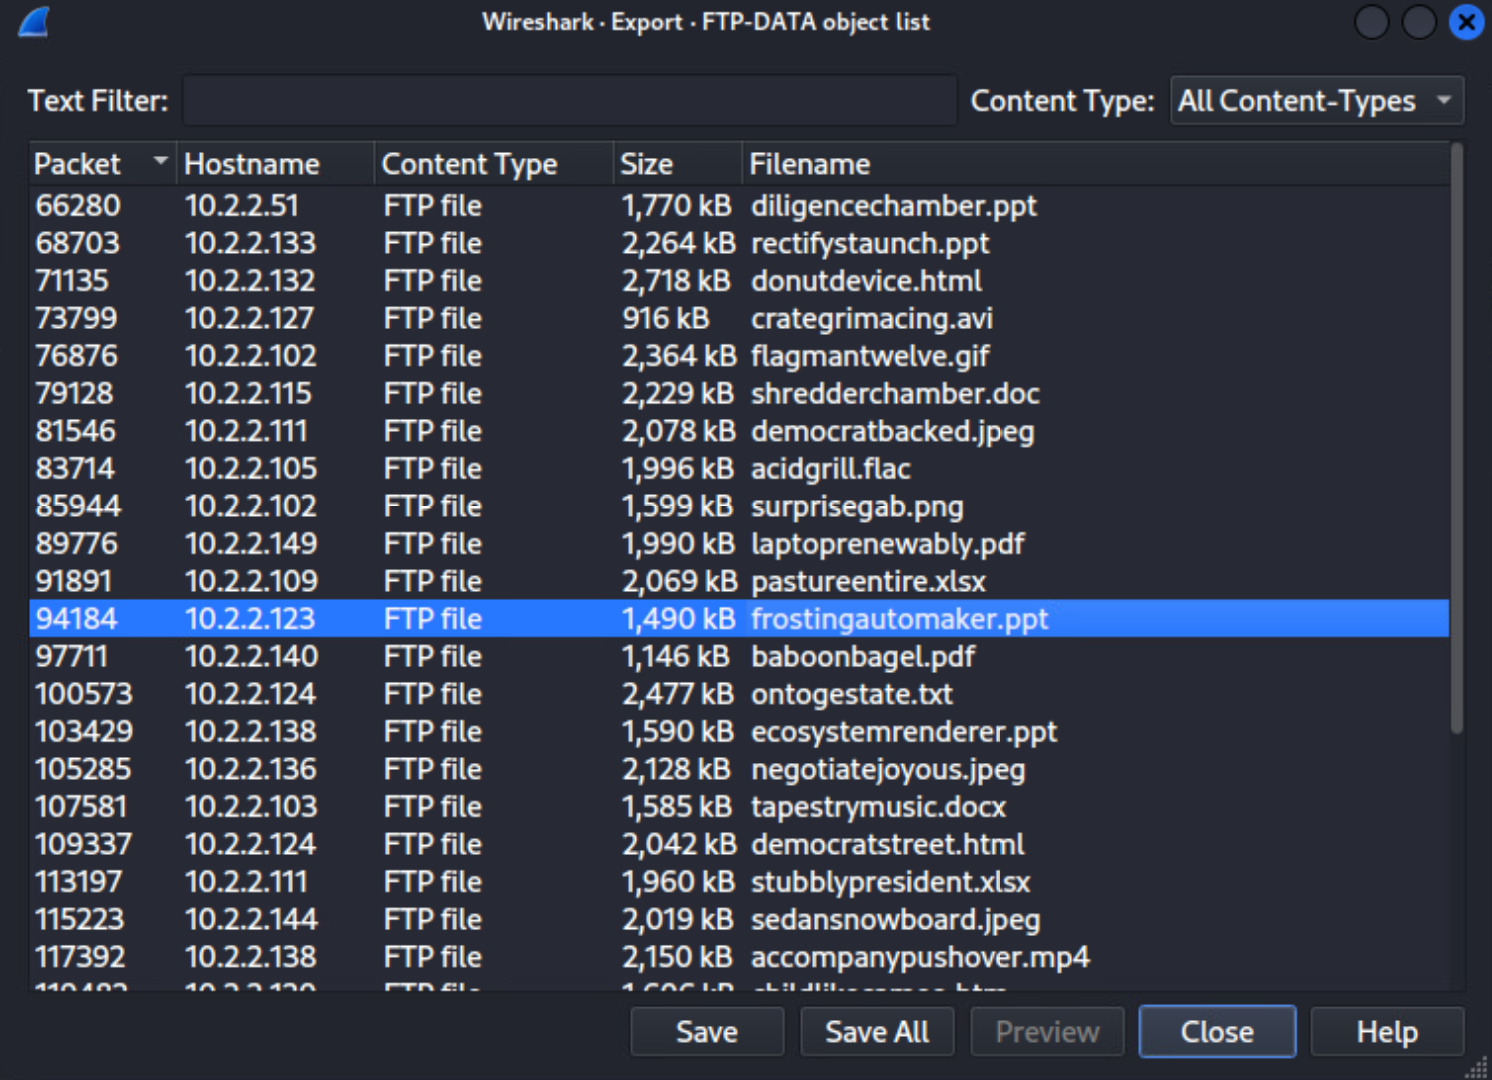 Wireshark · Export · FTP-DATA object list
Text Filter: Content Type: All Content-Types
Packet Hostname Content Type Size Filename
66280 10.2.2.51 FTP file 1,770 kB diligencechamber.ppt
68703 10.2.2.133 FTP file 2,264 kB rectifystaunch.ppt
71135 10.2.2.132 FTP file 2,718 kB donutdevice.html
73799 10.2.2.127 FTP file 916 kB crategrimacing.avi
76876 10.2.2.102 FTP file 2,364 kB flagmantwelve.gif
79128 10.2.2.115 FTP file 2,229 kB shredderchamber.doc
81546 10.2.2.111 FTP file 2,078 kB democratbacked.jpeg
83714 10.2.2.105 FTP file 1,996 kB acidgrill.flac
85944 10.2.2.102 FTP file 1,599 kB surprisegab.png
89776 10.2.2.149 FTP file 1,990 kB laptoprenewably.pdf
91891 10.2.2.109 FTP file 2,069 kB pastureentire.xlsx
94184 10.2.2.123 FTP file 1,490 kB frostingautomaker.ppt
97711 10.2.2.140 FTP file 1,146 kB baboonbagel.pdf
100573 10.2.2.124 FTP file 2,477 kB ontogestate.txt
103429 10.2.2.138 FTP file 1,590 kB ecosystemrenderer.ppt
105285 10.2.2.136 FTP file 2,128 kB negotiatejoyous.jpeg
107581 10.2.2.103 FTP file 1,585 kB tapestrymusic.docx
109337 10.2.2.124 FTP file 2,042 kB democratstreet.html
113197 10.2.2.111 FTP file 1,960 kB stubblypresident.xlsx
115223 10.2.2.144 FTP file 2,019 kB sedansnowboard.jpeg
117392 10.2.2.138 FTP file 2,150 kB accompanypushover.mp4
FTP file
Save Save All Preview Close Help